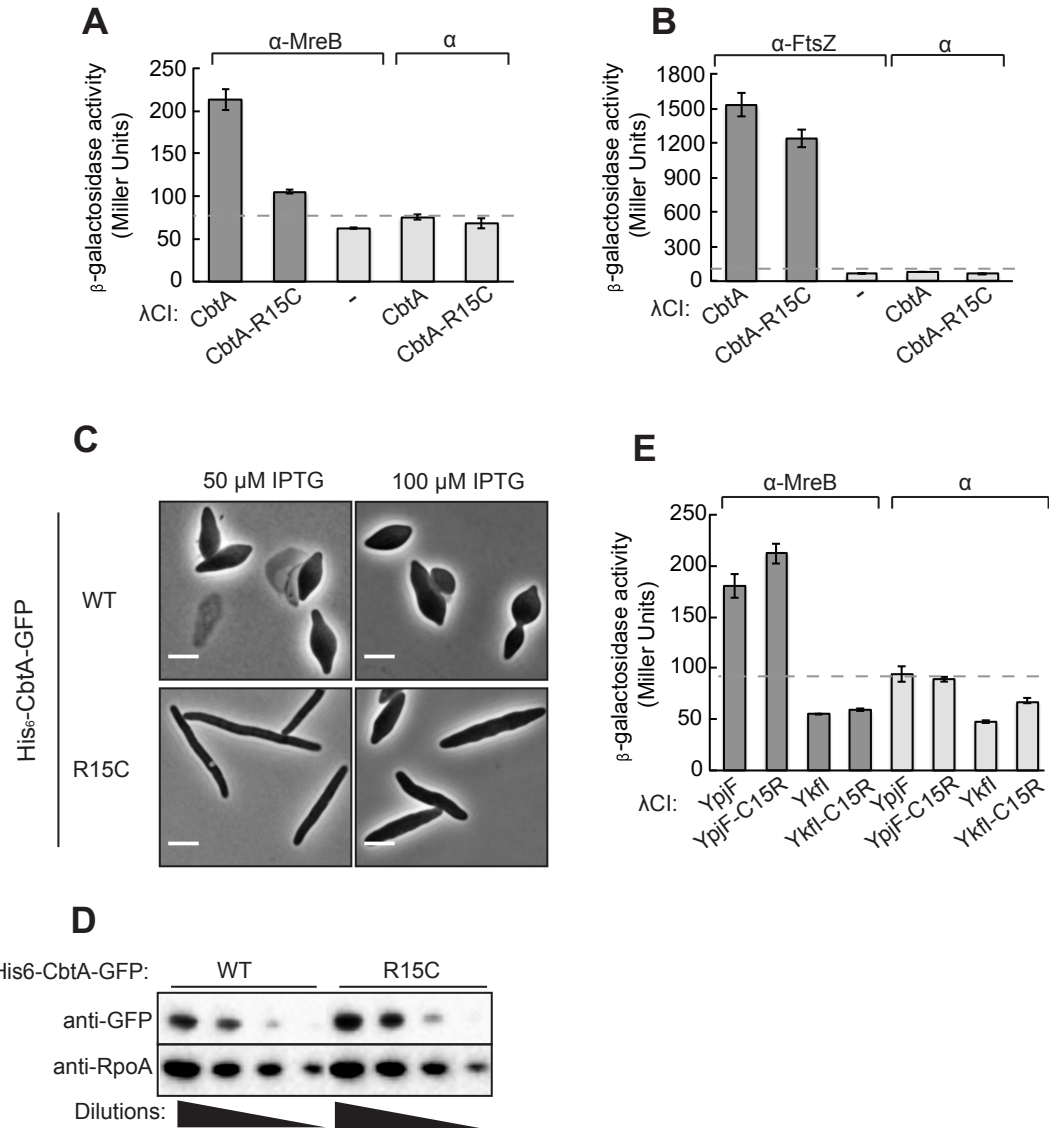 A
α-MreB
α
β-galactosidase activity
(Miller Units)
250
200
150
100
50
0
λCI:
CbtA
CbtA-R15C
-
CbtA
CbtA-R15C
B
α-FtsZ
α
β-galactosidase activity
(Miller Units)
1800
1500
1200
900
600
300
0
λCI:
CbtA
CbtA-R15C
-
CbtA
CbtA-R15C
C
50 µM IPTG
100 µM IPTG
His6-CbtA-GFP
WT
R15C
E
α-MreB
α
β-galactosidase activity
(Miller Units)
250
200
150
100
50
0
λCI:
YpjF
YpjF-C15R
YkfI
YkfI-C15R
YpjF
YpjF-C15R
YkfI
YkfI-C15R
D
His6-CbtA-GFP:
WT
R15C
anti-GFP
anti-RpoA
Dilutions: